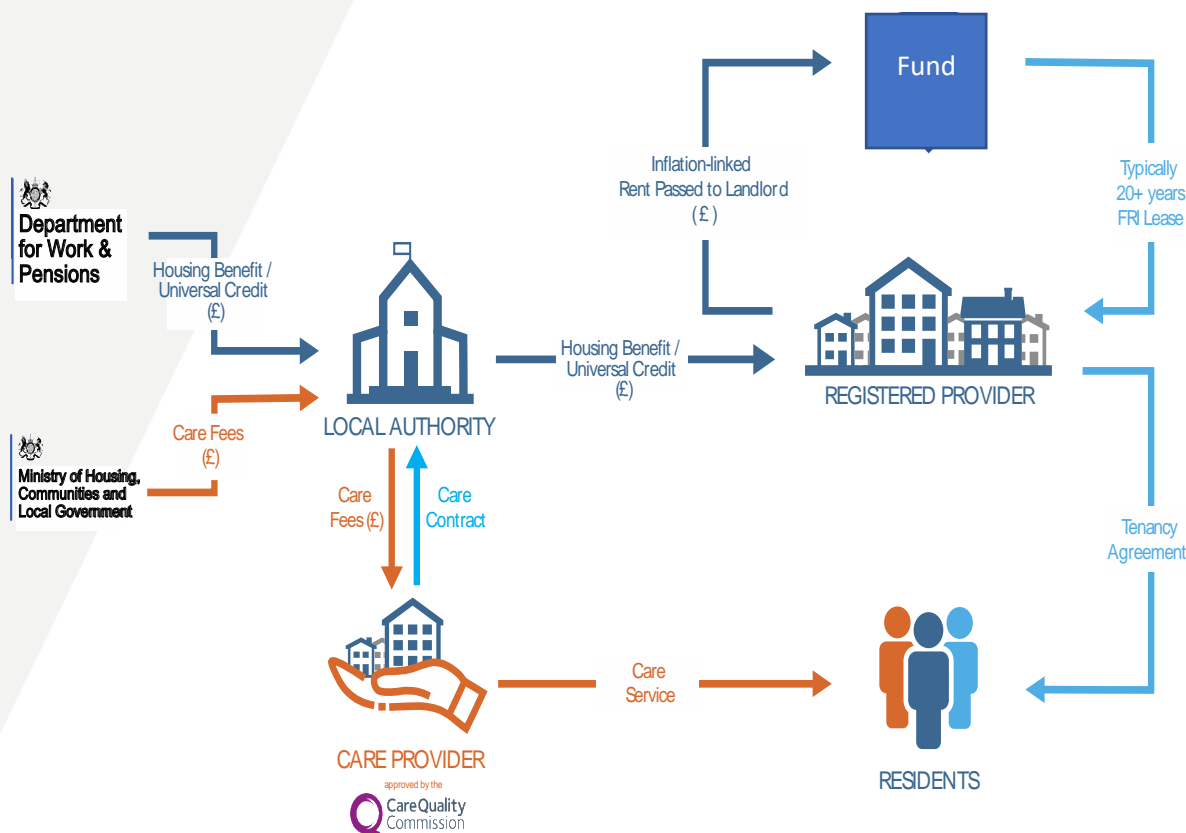 Fund
Inflation-linked
Rent Passed to Landlord
(£)
Typically
20+ years
FRI Lease
Department
for Work &
Pensions
Housing Benefit /
Universal Credit
(£)
Housing Benefit /
Universal Credit
(£)
REGISTERED PROVIDER
LOCAL AUTHORITY
Care Fees
(£)
Ministry of Housing,
Communities and
Local Government
Care
Fees (£)
Care
Contract
Tenancy
Agreement
Care
Service
CARE PROVIDER
approved by the
CareQuality
Commission
RESIDENTS